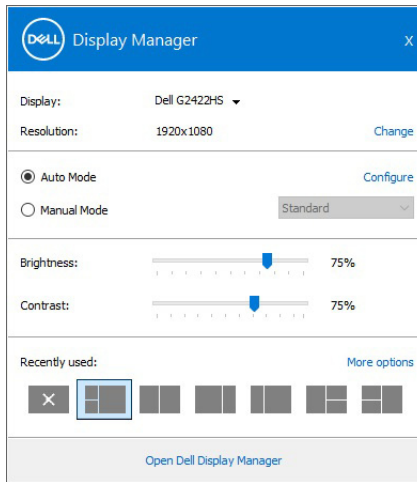 DELL Display Manager X
Display: Dell G2422HS
Resolution: 1920x1080 Change
Auto Mode Configure
Manual Mode Standard
Brightness: 75%
Contrast: 75%
Recently used: More options
Open Dell Display Manager